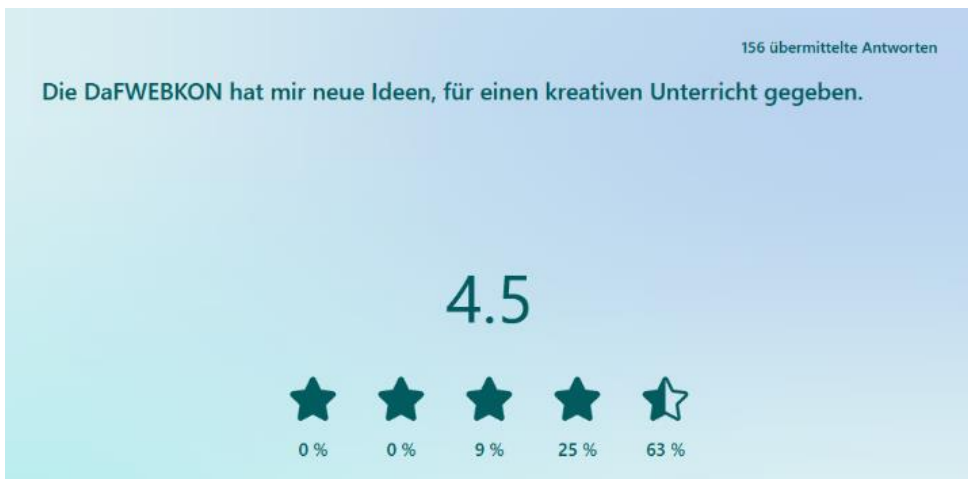 156 übermittelte Antworten
Die DaFWEBKON hat mir neue Ideen, für einen kreativen Unterricht gegeben.
4.5
0 % 0 % 9 % 25 % 63 %